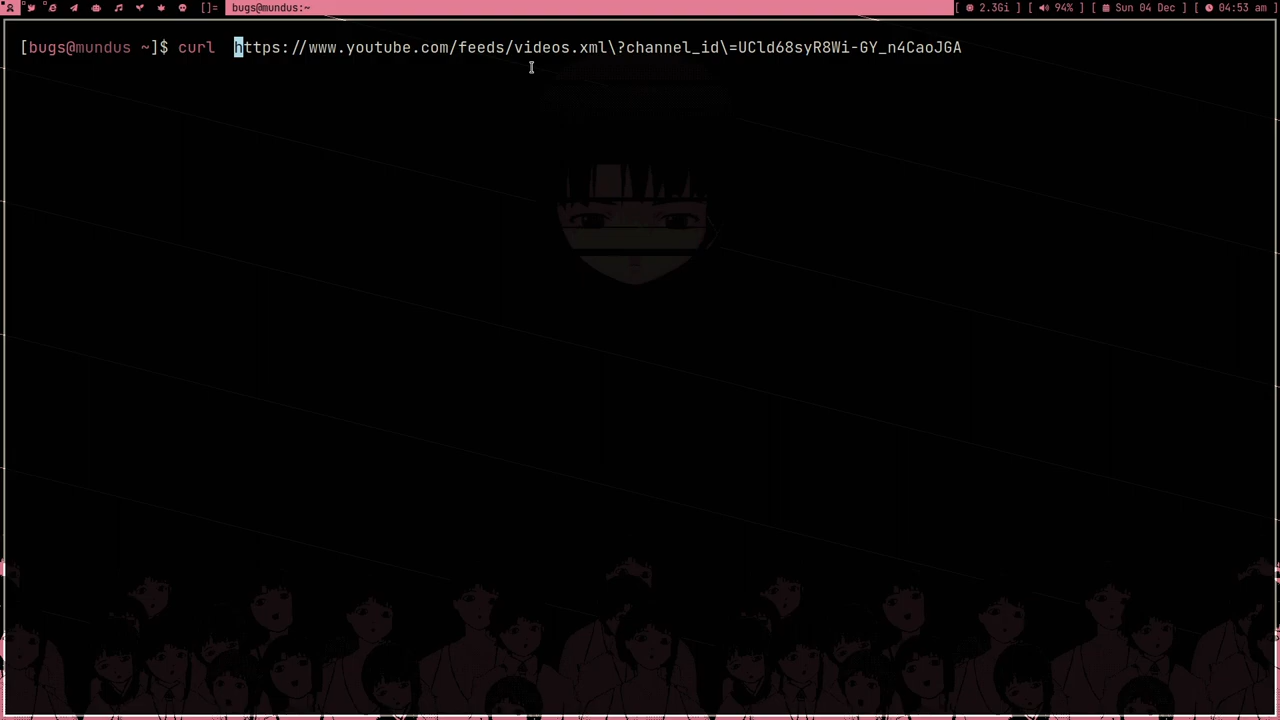 []= bugs@mundus:~ [ 2.3Gi ] [ 94% ] [ Sun 04 Dec ] [ 04:53 am ]
[bugs@mundus ~]$ curl  https://www.youtube.com/feeds/videos.xml\?channel_id\=UCld68syR8Wi-GY_n4CaoJGA